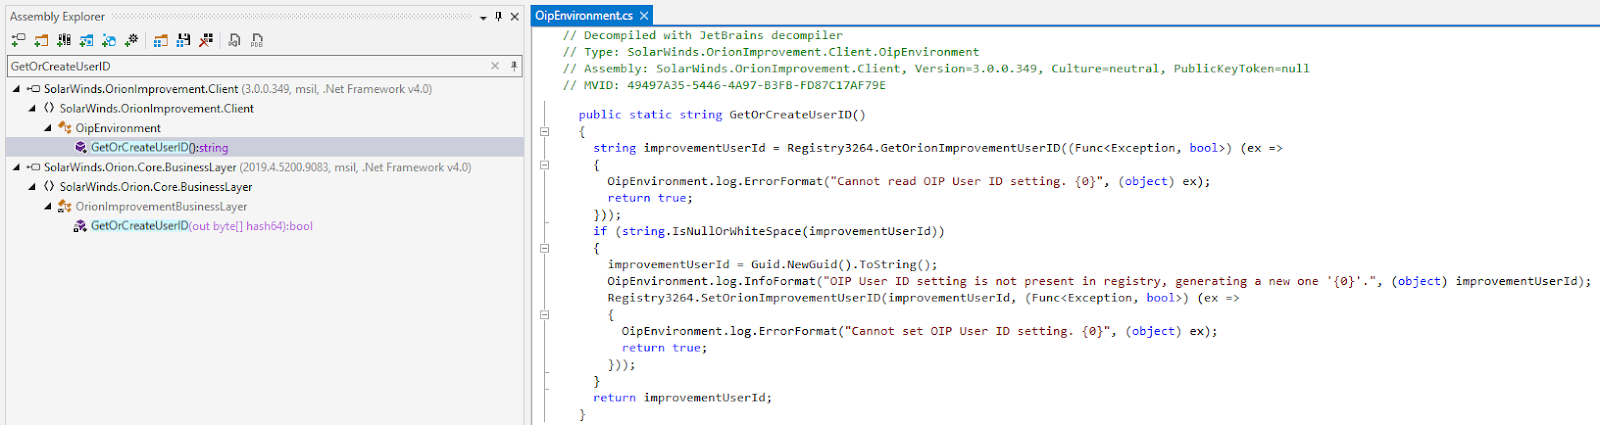 Assembly Explorer
GetOrCreateUserID
SolarWinds.OrionImprovement.Client (3.0.0.349, msil, .Net Framework v4.0)
SolarWinds.OrionImprovement.Client
OipEnvironment
GetOrCreateUserID():string
SolarWinds.Orion.Core.BusinessLayer (2019.4.5200.9083, msil, .Net Framework v4.0)
SolarWinds.Orion.Core.BusinessLayer
OrionImprovementBusinessLayer
GetOrCreateUserID(out byte[] hash64):bool
OipEnvironment.cs
// Decompiled with JetBrains decompiler
// Type: SolarWinds.OrionImprovement.Client.OipEnvironment
// Assembly: SolarWinds.OrionImprovement.Client, Version=3.0.0.349, Culture=neutral, PublicKeyToken=null
// MVID: 49497A35-5446-4A97-B3FB-FD87C17AF79E
public static string GetOrCreateUserID()
{
string improvementUserId = Registry3264.GetOrionImprovementUserID((Func<Exception, bool>) (ex =>
{
OipEnvironment.log.ErrorFormat("Cannot read OIP User ID setting. {0}", (object) ex);
return true;
}));
if (string.IsNullOrWhiteSpace(improvementUserId))
{
improvementUserId = Guid.NewGuid().ToString();
OipEnvironment.log.InfoFormat("OIP User ID setting is not present in registry, generating a new one '{0}'.", (object) improvementUserId);
Registry3264.SetOrionImprovementUserID(improvementUserId, (Func<Exception, bool>) (ex =>
{
OipEnvironment.log.ErrorFormat("Cannot set OIP User ID setting. {0}", (object) ex);
return true;
}));
}
return improvementUserId;
}